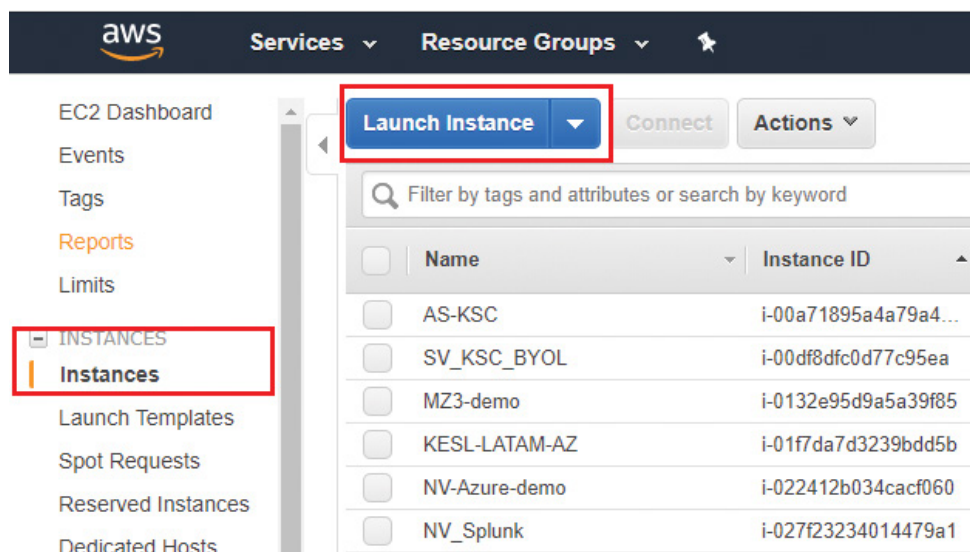 aws Services Resource Groups
EC2 Dashboard
Events
Tags
Reports
Limits
INSTANCES
Instances
Launch Templates
Spot Requests
Reserved Instances
Dedicated Hosts
Launch Instance Connect Actions
Filter by tags and attributes or search by keyword
Name Instance ID
AS-KSC i-00a71895a4a79a4...
SV_KSC_BYOL i-00df8dfc0d77c95ea
MZ3-demo i-0132e95d9a5a39f85
KESL-LATAM-AZ i-01f7da7d3239bdd5b
NV-Azure-demo i-022412b034cacf060
NV_Splunk i-027f23234014479a1